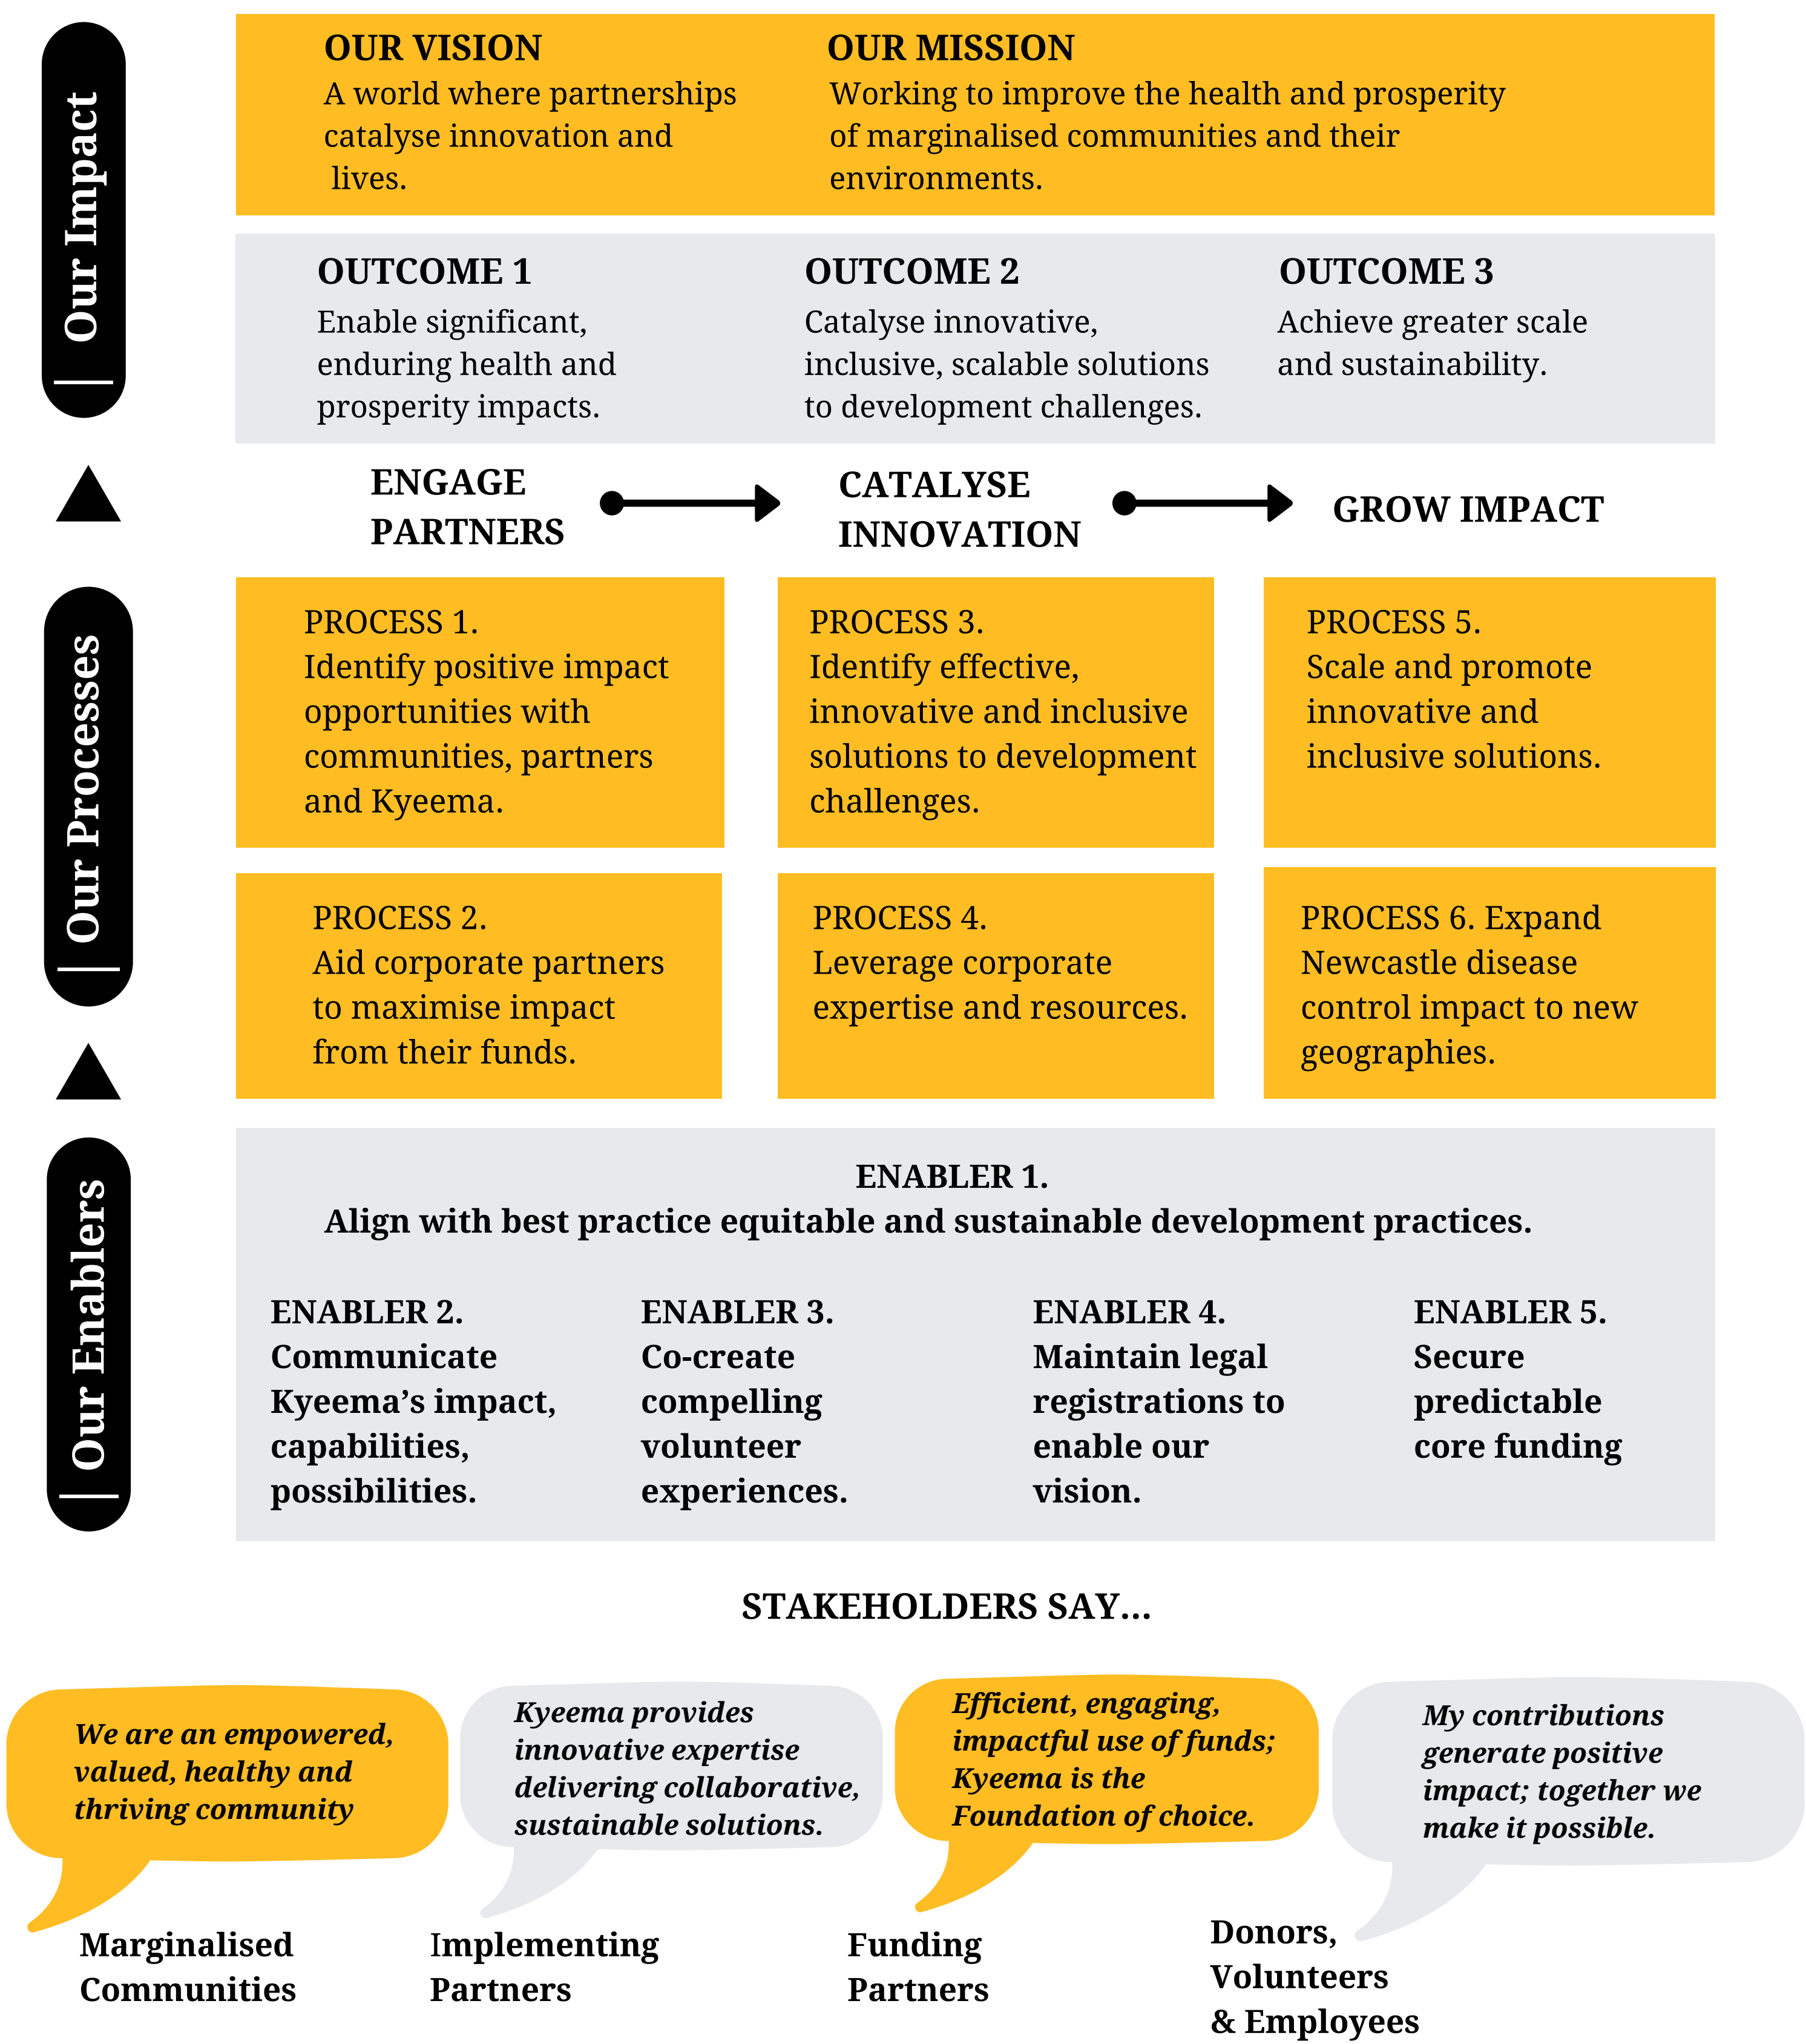 Our Impact
OUR VISION
A world where partnerships
catalyse innovation and
lives.
OUR MISSION
Working to improve the health and prosperity
of marginalised communities and their
environments.
OUTCOME 1
Enable significant,
enduring health and
prosperity impacts.
OUTCOME 2
Catalyse innovative,
inclusive, scalable solutions
to development challenges.
OUTCOME 3
Achieve greater scale
and sustainability.
ENGAGE
PARTNERS
CATALYSE
INNOVATION
GROW IMPACT
Our Processes
PROCESS 1.
Identify positive impact
opportunities with
communities, partners
and Kyeema.
PROCESS 3.
Identify effective,
innovative and inclusive
solutions to development
challenges.
PROCESS 5.
Scale and promote
innovative and
inclusive solutions.
PROCESS 2.
Aid corporate partners
to maximise impact
from their funds.
PROCESS 4.
Leverage corporate
expertise and resources.
PROCESS 6. Expand
Newcastle disease
control impact to new
geographies.
Our Enablers
ENABLER 1.
Align with best practice equitable and sustainable development practices.
ENABLER 2.
Communicate
Kyeema’s impact,
capabilities,
possibilities.
ENABLER 3.
Co-create
compelling
volunteer
experiences.
ENABLER 4.
Maintain legal
registrations to
enable our
vision.
ENABLER 5.
Secure
predictable
core funding
STAKEHOLDERS SAY...
We are an empowered,
valued, healthy and
thriving community
Marginalised
Communities
Kyeema provides
innovative expertise
delivering collaborative,
sustainable solutions.
Implementing
Partners
Efficient, engaging,
impactful use of funds;
Kyeema is the
Foundation of choice.
Funding
Partners
My contributions
generate positive
impact; together we
make it possible.
Donors,
Volunteers
& Employees